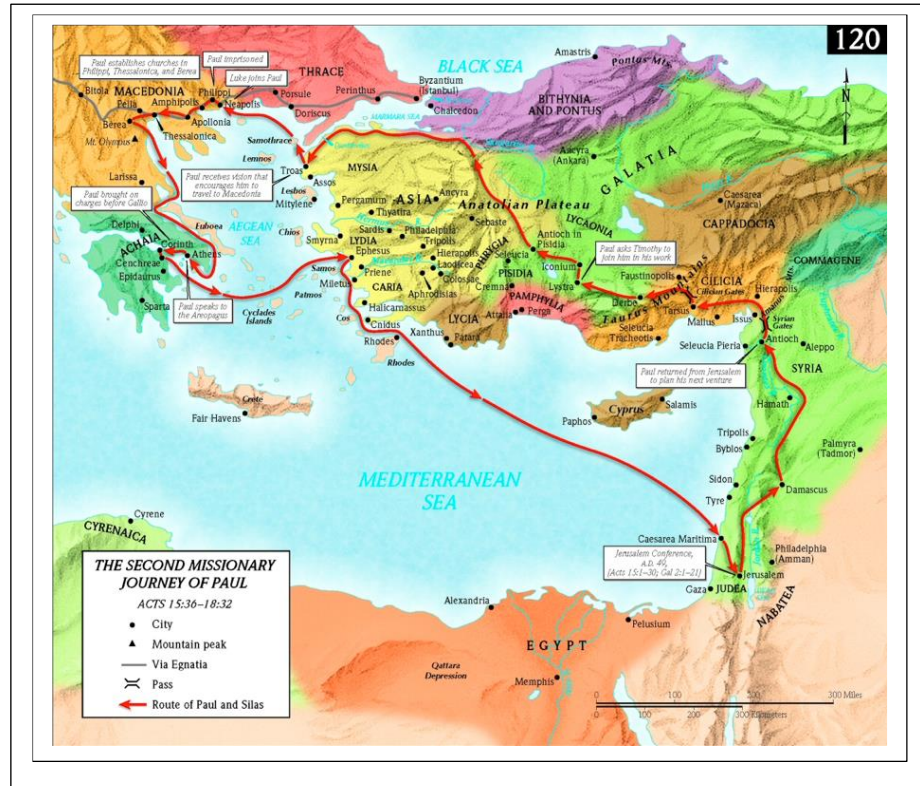 120
BLACK SEA
Amastris
Pontus Mts.
Paul imprisoned
Paul establishes churches in
Philippi, Thessalonica, and Berea
Luke joins Paul
THRACE
Bitola
MACEDONIA
Philippi
Neapolis
Porsule
Perinthus
Byzantium
(Istanbul)
Chalcedon
BITHYNIA
AND PONTUS
N
Pella
Amphipolis
Doriscus
MARMARA SEA
Berea
Apollonia
Thessalonica
Samothrace
Mt. Olympus
Lemnos
Troas
MYSIA
Ancyra
(Ankara)
GALATIA
Larissa
Paul receives vision that
encourages him to
travel to Macedonia
Assos
Lesbos
Mitylene
Pergamum
ASIA
Ancyra
Anatolian Plateau
Caesarea
(Mazaca)
Paul brought on
charges before Gallio
Thyatira
AEGEAN
SEA
Euboea
Chios
Sardis
Philadelphia
Sebaste
LYCAONIA
CAPPADOCIA
Smyrna
LYDIA
Tripolis
Antioch in
Pisidia
Delphi
ACHAIA
Corinth
Athens
Ephesus
Hierapolis
PHRIGIA
Seleucia
Paul asks Timothy to
join him in his work
COMMAGENE
Cenchreae
Samos
Priene
Laodicea
Colossae
PISIDIA
Iconium
Faustinopolis
CILICIA
Cilician Gates
Hierapolis
Epidaurus
Miletus
CARIA
Aphrodisias
Cremna
Lystra
Derbe
Taurus Mountains
Tarsus
Amanus Mts.
Paul speaks to
the Areopagus
Patmos
PAMPHYLIA
Mallus
Issus
Syrian
Gates
Sparta
Cyclades
Islands
Halicarnassus
Cos
Cnidus
Xanthus
LYCIA
Attalia
Perga
Seleucia
Tracheotis
Antioch
Rhodes
Patara
Seleucia Pieria
Aleppo
Rhodes
Paul returned from Jerusalem
to plan his next venture
SYRIA
Crete
Fair Havens
Cyprus
Salamis
Paphos
Hamath
Tripolis
Byblos
Palmyra
(Tadmor)
MEDITERRANEAN
SEA
Sidon
Tyre
Damascus
Cyrene
CYRENAICA
Caesarea Maritima
Philadelphia
(Amman)
Jerusalem Conference,
A.D. 49,
(Acts 15:1–30; Gal 2:1–21)
Jerusalem
Gaza
JUDEA
NABATEA
Alexandria
Pelusium
EGYPT
Qattara
Depression
Memphis
THE SECOND MISSIONARY
JOURNEY OF PAUL
ACTS 15:36–18:32
City
Mountain peak
Via Egnatia
Pass
Route of Paul and Silas
100 0 100 200 300 Miles
100 0 100 200 300 Kilometers